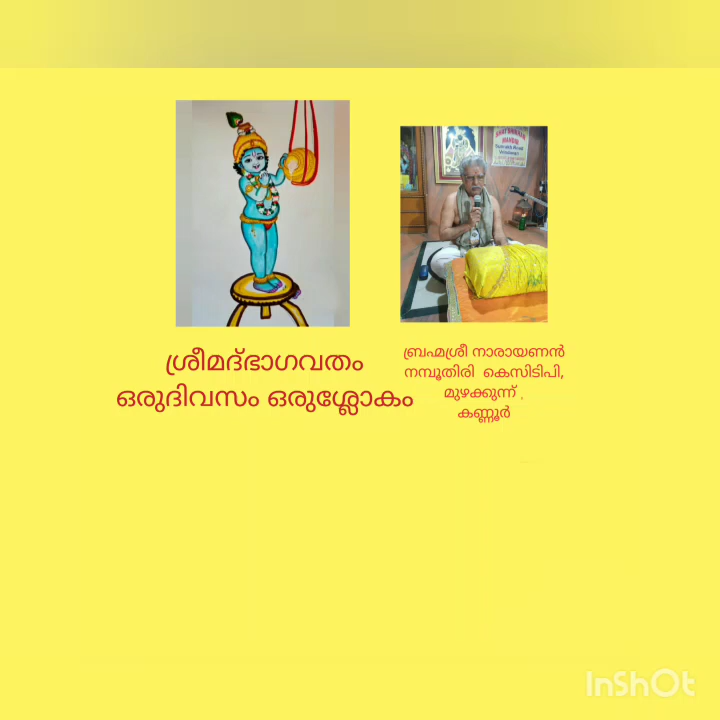 ശ്രീമദ്ഭാഗവതം
ഒരുദിവസം ഒരുശ്ലോകം
ബ്രഹ്മശ്രീ നാരായണൻ
നമ്പൂതിരി കെസിടിപി,
മുഴക്കുന്ന് ,
കണ്ണൂർ
InShOt